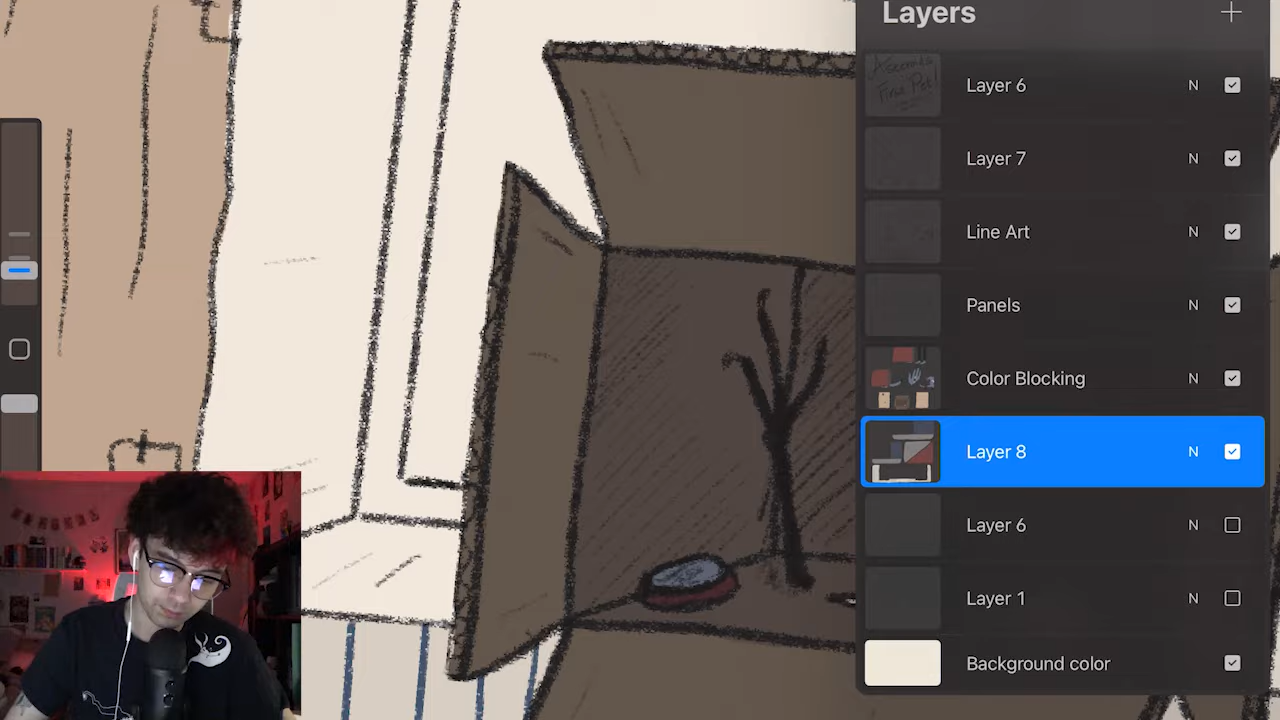 Layers
Layer 6 N
Layer 7 N
Line Art N
Panels N
Color Blocking N
Layer 8 N
Layer 6 N
Layer 1 N
Background color